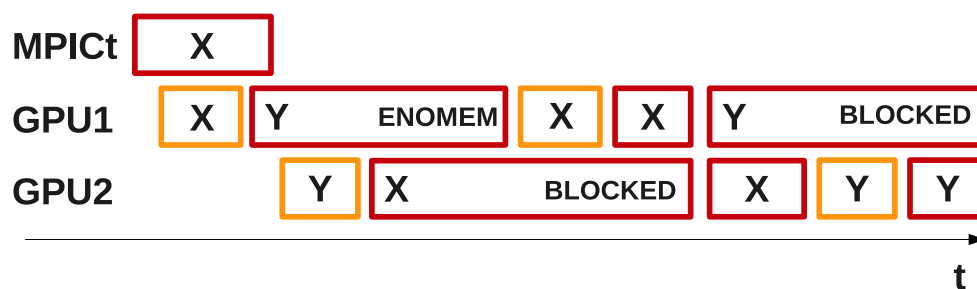 MPICt X
GPU1 X Y ENOMEM X X Y BLOCKED
GPU2 Y X BLOCKED X Y Y
t